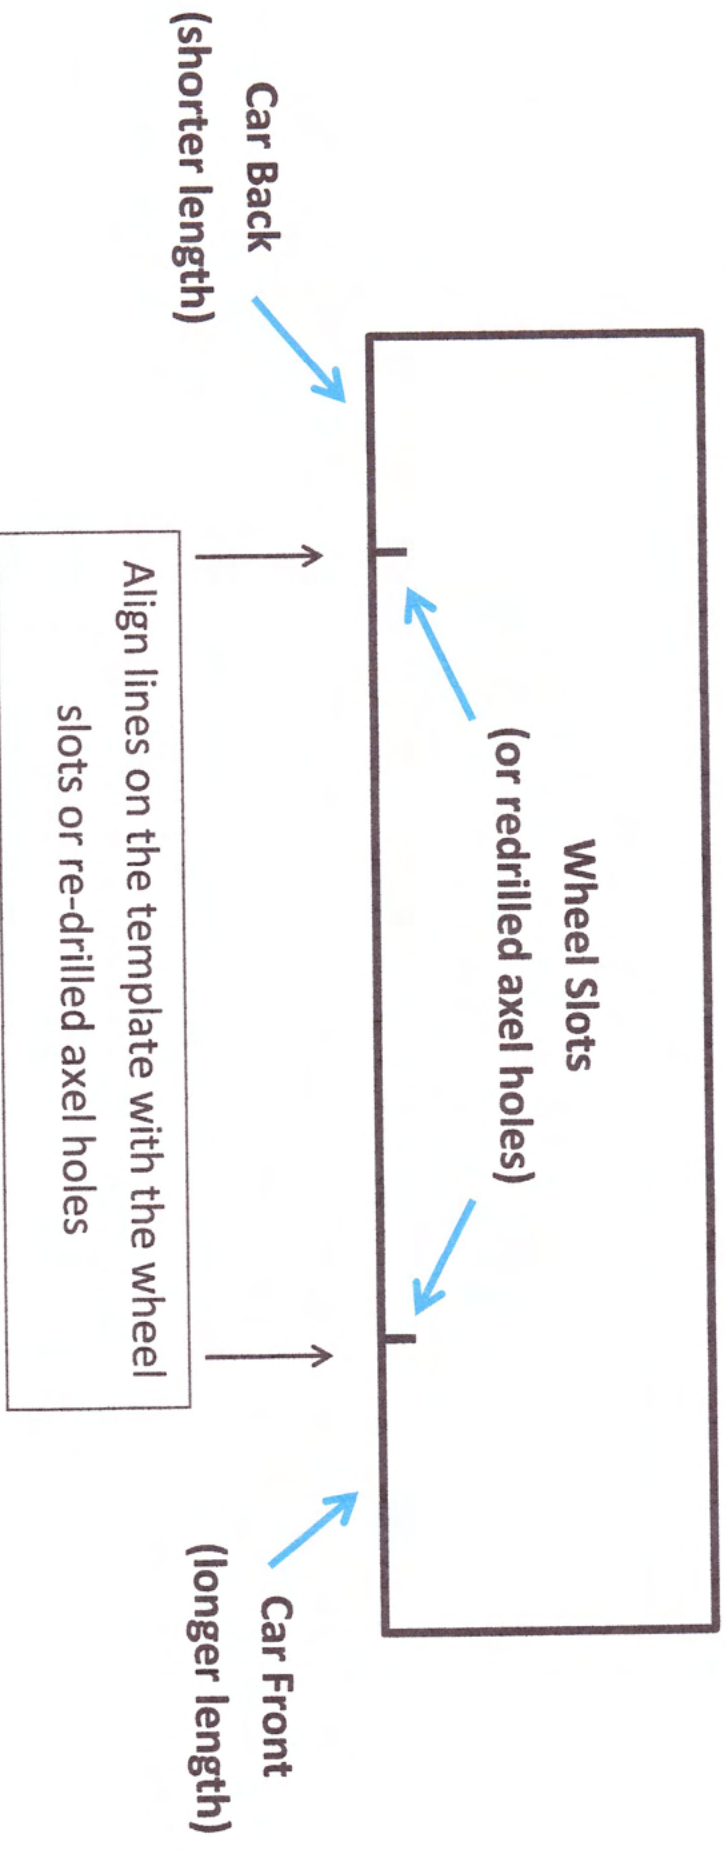 Wheel Slots
(or redrilled axel holes)
Car Back
(shorter length)
Car Front
(longer length)
Align lines on the template with the wheel
slots or re-drilled axel holes